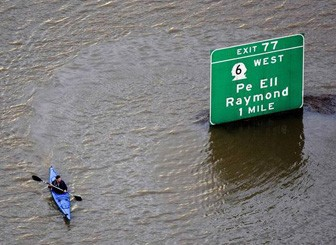 EXIT 77
6 WEST
Pe Ell
Raymond
1 MILE